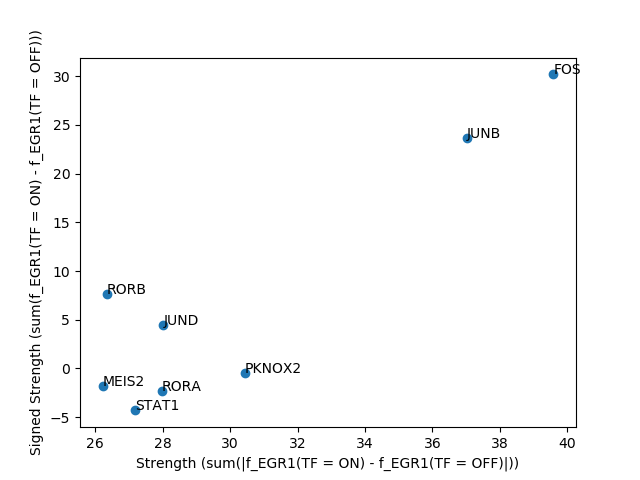 Signed Strength (sum(f_EGR1(TF = ON) - f_EGR1(TF = OFF)))
30
25
20
15
10
5
0
−5
FOS
JUNB
RORB
JUND
PKNOX2
MEIS2
RORA
STAT1
26 28 30 32 34 36 38 40
Strength (sum(|f_EGR1(TF = ON) - f_EGR1(TF = OFF)|))